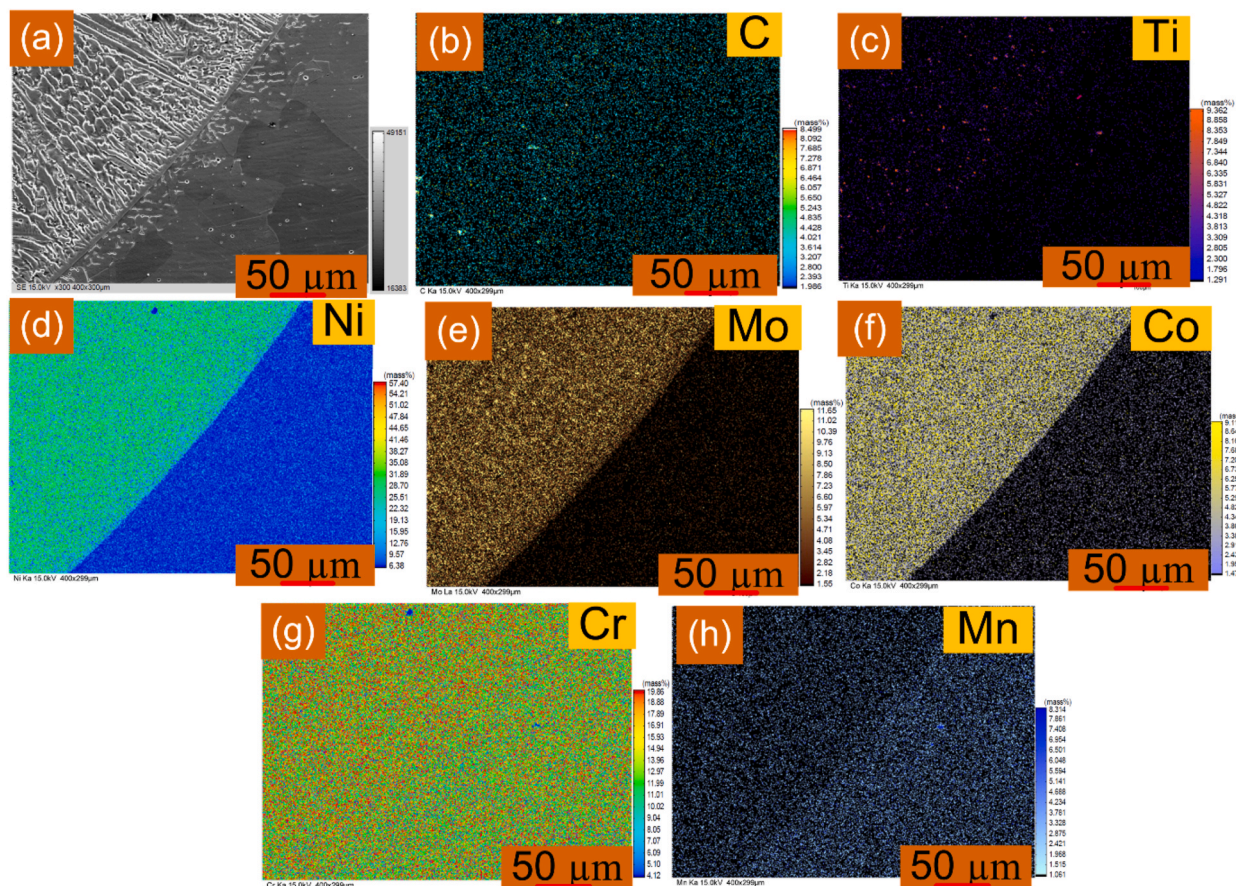 (a)
49151
16383
SE 15.0kV x300 400x300µm
50 µm
(b)
C
(mass%)
8.499
8.092
7.685
7.278
6.871
6.464
6.057
5.650
5.243
4.835
4.428
4.021
3.614
3.207
2.800
2.393
1.986
C Ka 15.0kV 400x299µm
50 µm
(c)
Ti
(mass%)
9.362
8.858
8.353
7.849
7.344
6.840
6.335
5.831
5.327
4.822
4.318
3.813
3.309
2.805
2.300
1.796
1.291
Ti Ka 15.0kV 400x299µm
50 µm
(d)
Ni
(mass%)
57.40
54.21
51.02
47.84
44.65
41.46
38.27
35.08
31.89
28.70
25.51
22.32
19.13
15.95
12.76
9.57
6.38
Ni Ka 15.0kV 400x299µm
50 µm
(e)
Mo
(mass%)
11.65
11.02
10.39
9.76
9.13
8.50
7.86
7.23
6.60
5.97
5.34
4.71
4.08
3.45
2.82
2.18
1.55
Mo La 15.0kV 400x299µm
50 µm
(f)
Co
Co Ka 15.0kV 400x299µm
50 µm
(g)
Cr
(mass%)
19.86
18.88
17.89
16.91
15.93
14.94
13.96
12.97
11.99
11.01
10.02
9.04
8.05
7.07
6.09
5.10
4.12
Cr Ka 15.0kV 400x299µm
50 µm
(h)
Mn
(mass%)
8.314
7.861
7.408
6.954
6.501
6.048
5.594
5.141
4.688
4.234
3.781
3.328
2.875
2.421
1.968
1.515
1.061
Mn Ka 15.0kV 400x299µm
50 µm